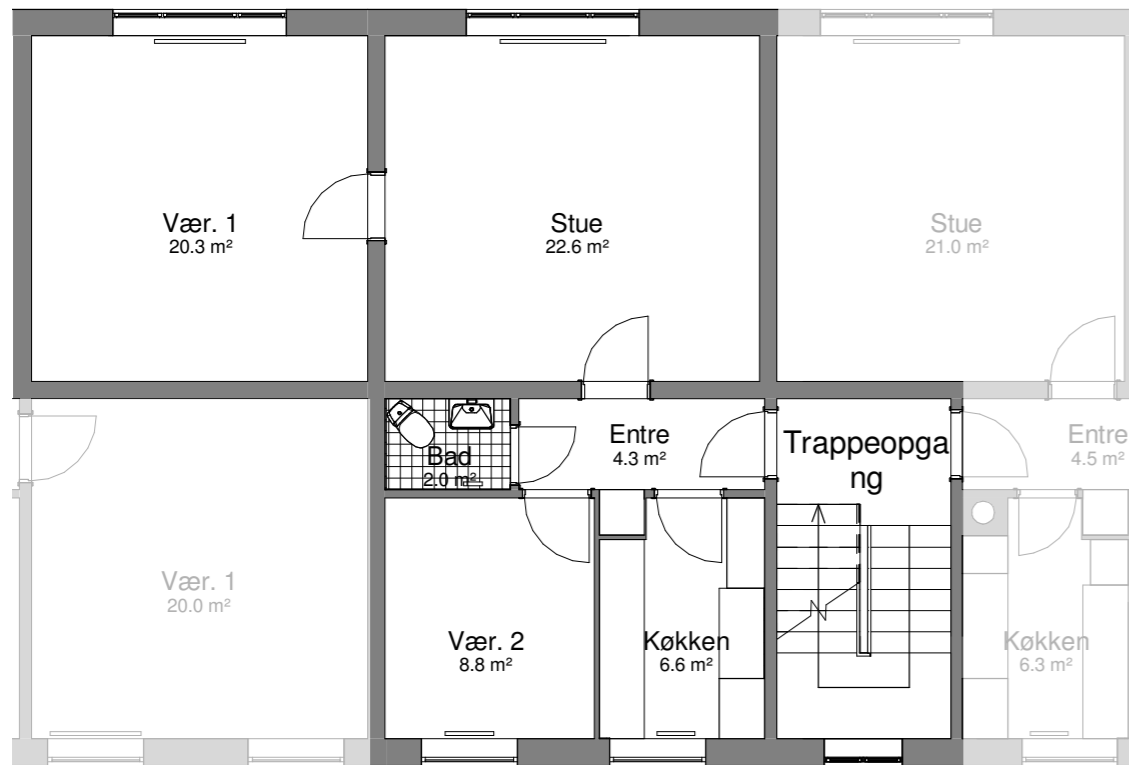 Vær. 1
20.3 m²
Stue
22.6 m²
Stue
21.0 m²
Bad
2.0 m²
Entre
4.3 m²
Trappeopga
ng
Entre
4.5 m²
Vær. 1
20.0 m²
Vær. 2
8.8 m²
Køkken
6.6 m²
Køkken
6.3 m²